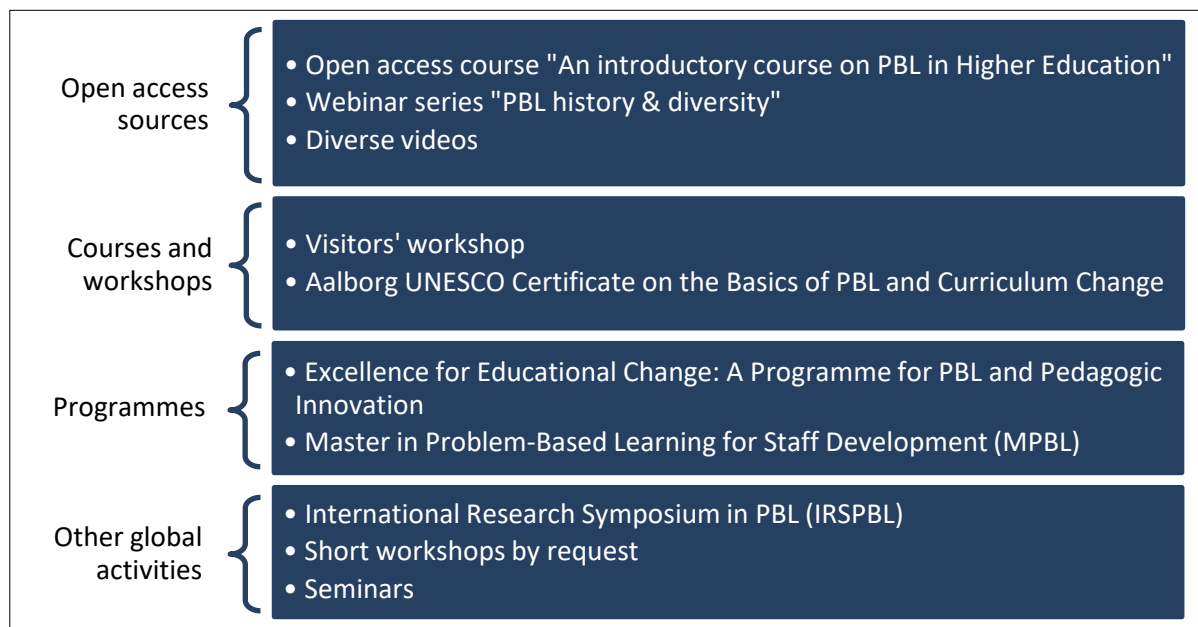 Open access
sources
• Open access course "An introductory course on PBL in Higher Education"
• Webinar series "PBL history & diversity"
• Diverse videos
Courses and
workshops
• Visitors' workshop
• Aalborg UNESCO Certificate on the Basics of PBL and Curriculum Change
Programmes
• Excellence for Educational Change: A Programme for PBL and Pedagogic
Innovation
• Master in Problem-Based Learning for Staff Development (MPBL)
Other global
activities
• International Research Symposium in PBL (IRSPBL)
• Short workshops by request
• Seminars